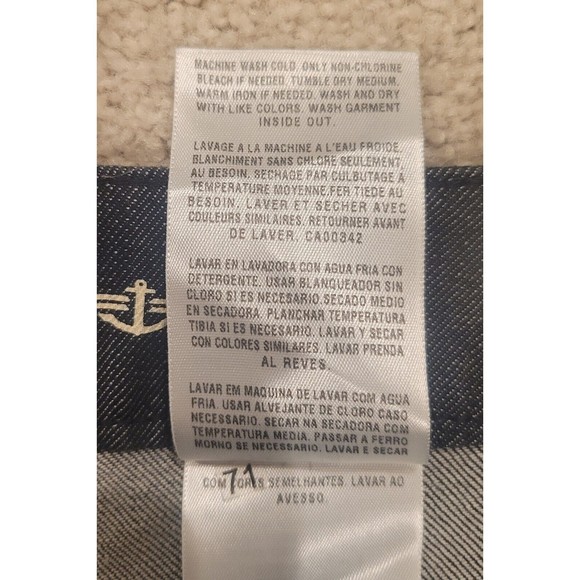 MACHINE WASH COLD. ONLY NON-CHLORINE
BLEACH IF NEEDED. TUMBLE DRY MEDIUM.
WARM IRON IF NEEDED. WASH AND DRY
WITH LIKE COLORS. WASH GARMENT
INSIDE OUT.
LAVAGE A LA MACHINE A L'EAU FROIDE.
BLANCHIMENT SANS CHLORE SEULEMENT,
AU BESOIN. SECHAGE PAR CULBUTAGE A
TEMPERATURE MOYENNE.FER TIEDE AU
BESOIN. LAVER ET SECHER AVEC
COULEURS SIMILAIRES. RETOURNER AVANT
DE LAVER. CA00342
LAVAR EN LAVADORA CON AGUA FRIA CON
DETERGENTE. USAR BLANQUEADOR SIN
CLORO SI ES NECESARIO.SECADO MEDIO
EN SECADORA. PLANCHAR TEMPERATURA
TIBIA SI ES NECESARIO. LAVAR Y SECAR
CON COLORES SIMILARES. LAVAR PRENDA
AL REVES.
LAVAR EM MAQUINA DE LAVAR COM AGUA
FRIA. USAR ALVEJANTE DE CLORO CASO
NECESSARIO. SECAR NA SECADORA COM
TEMPERATURA MEDIA. PASSAR A FERRO
MORNO SE NECESSARIO. LAVAR E SECAR
71
COM CORES SEMELHANTES. LAVAR AO
AVESSO.